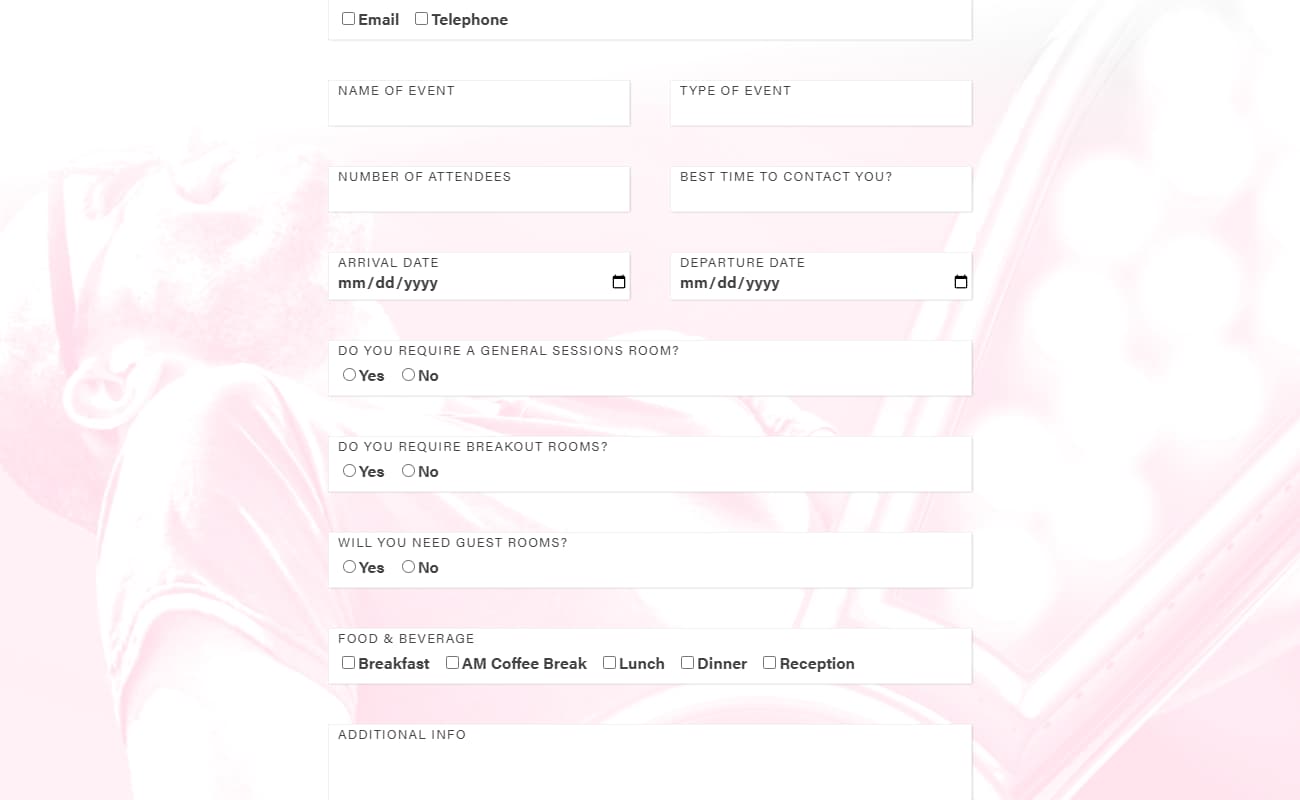 Email Telephone
NAME OF EVENT TYPE OF EVENT
NUMBER OF ATTENDEES BEST TIME TO CONTACT YOU?
ARRIVAL DATE DEPARTURE DATE
mm/dd/yyyy mm/dd/yyyy
DO YOU REQUIRE A GENERAL SESSIONS ROOM?
Yes No
DO YOU REQUIRE BREAKOUT ROOMS?
Yes No
WILL YOU NEED GUEST ROOMS?
Yes No
FOOD & BEVERAGE
Breakfast AM Coffee Break Lunch Dinner Reception
ADDITIONAL INFO